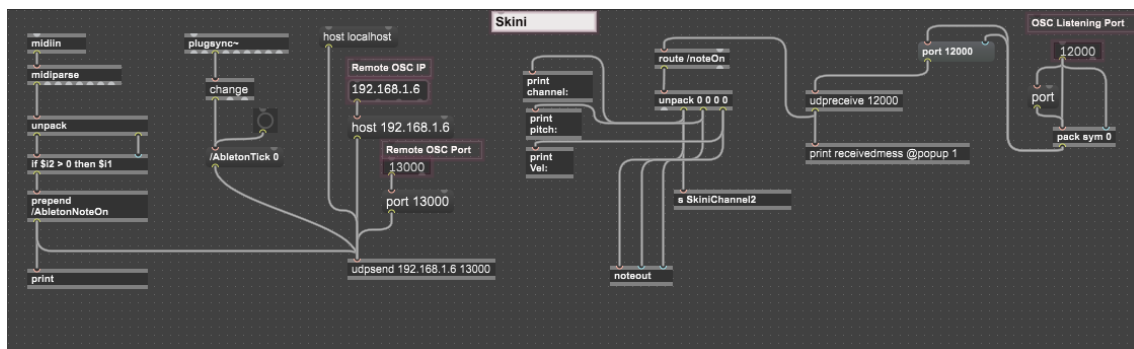 Skini
midiin
midiparse
unpack
if $i2 > 0 then $i1
prepend
/AbletonNoteOn
print
plugsync~
change
/AbletonTick 0
host localhost
Remote OSC IP
192.168.1.6
host 192.168.1.6
Remote OSC Port
13000
port 13000
udpsend 192.168.1.6 13000
print
channel:
print
pitch:
print
Vel:
route /noteOn
unpack 0 0 0 0
s SkiniChannel2
noteout
udpreceive 12000
print receivedmess @popup 1
port 12000
OSC Listening Port
12000
port
pack sym 0